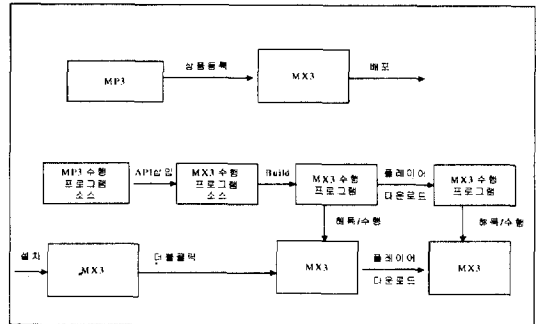 상품등록
배포
MP3
MX3
MP3 수행
프로그램
소스
API삽입
MX3 수행
프로그램
소스
Build
MX3 수행
프로그램
플레이어
다운로드
MX3 수행
프로그램
해독/수행
해독/수행
설치
MX3
더블클릭
MX3
플레이어
다운로드
MX3